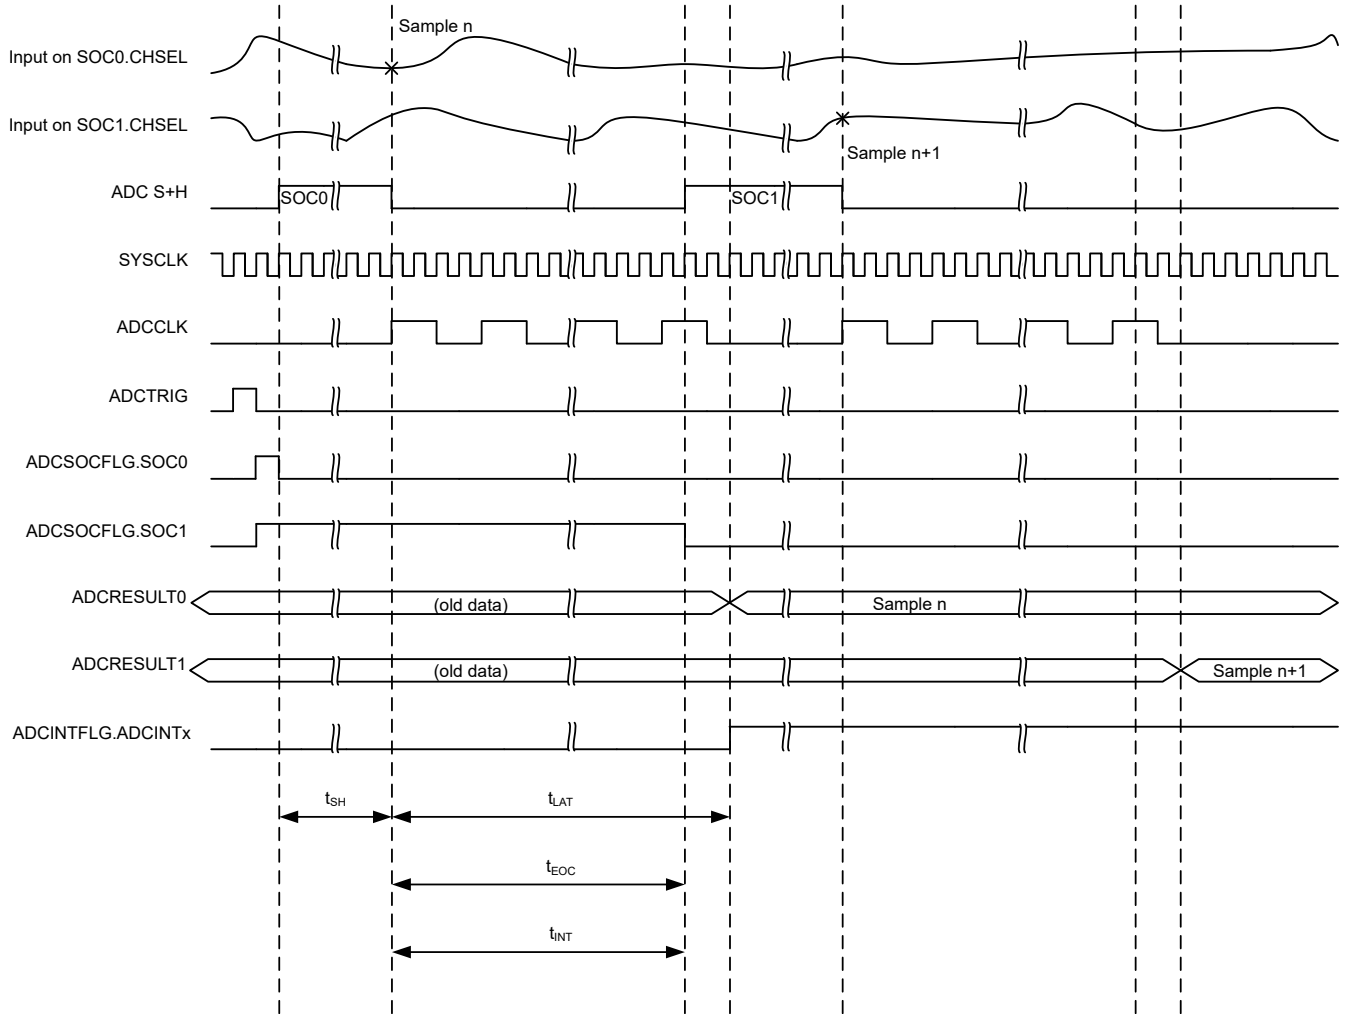 Sample n
Input on SOC0.CHSEL
Input on SOC1.CHSEL
Sample n+1
ADC S+H
SOC0
SOC1
SYSCLK
ADCCLK
ADCTRIG
ADCSOCFLG.SOC0
ADCSOCFLG.SOC1
ADCRESULT0
(old data)
Sample n
ADCRESULT1
(old data)
Sample n+1
ADCINTFLG.ADCINTx
tSH
tLAT
tEOC
tINT